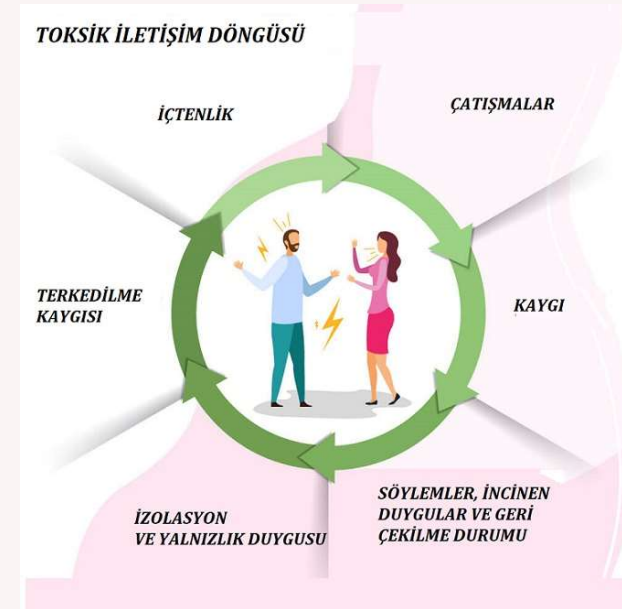 TOKSİK İLETİŞİM DÖNGÜSÜ
İÇTENLİK
ÇATIŞMALAR
KAYGI
SÖYLEMLER, İNCİNEN
DUYGULAR VE GERİ
ÇEKİLME DURUMU
İZOLASYON
VE YALNIZLIK DUYGUSU
TERKEDİLME
KAYGISI